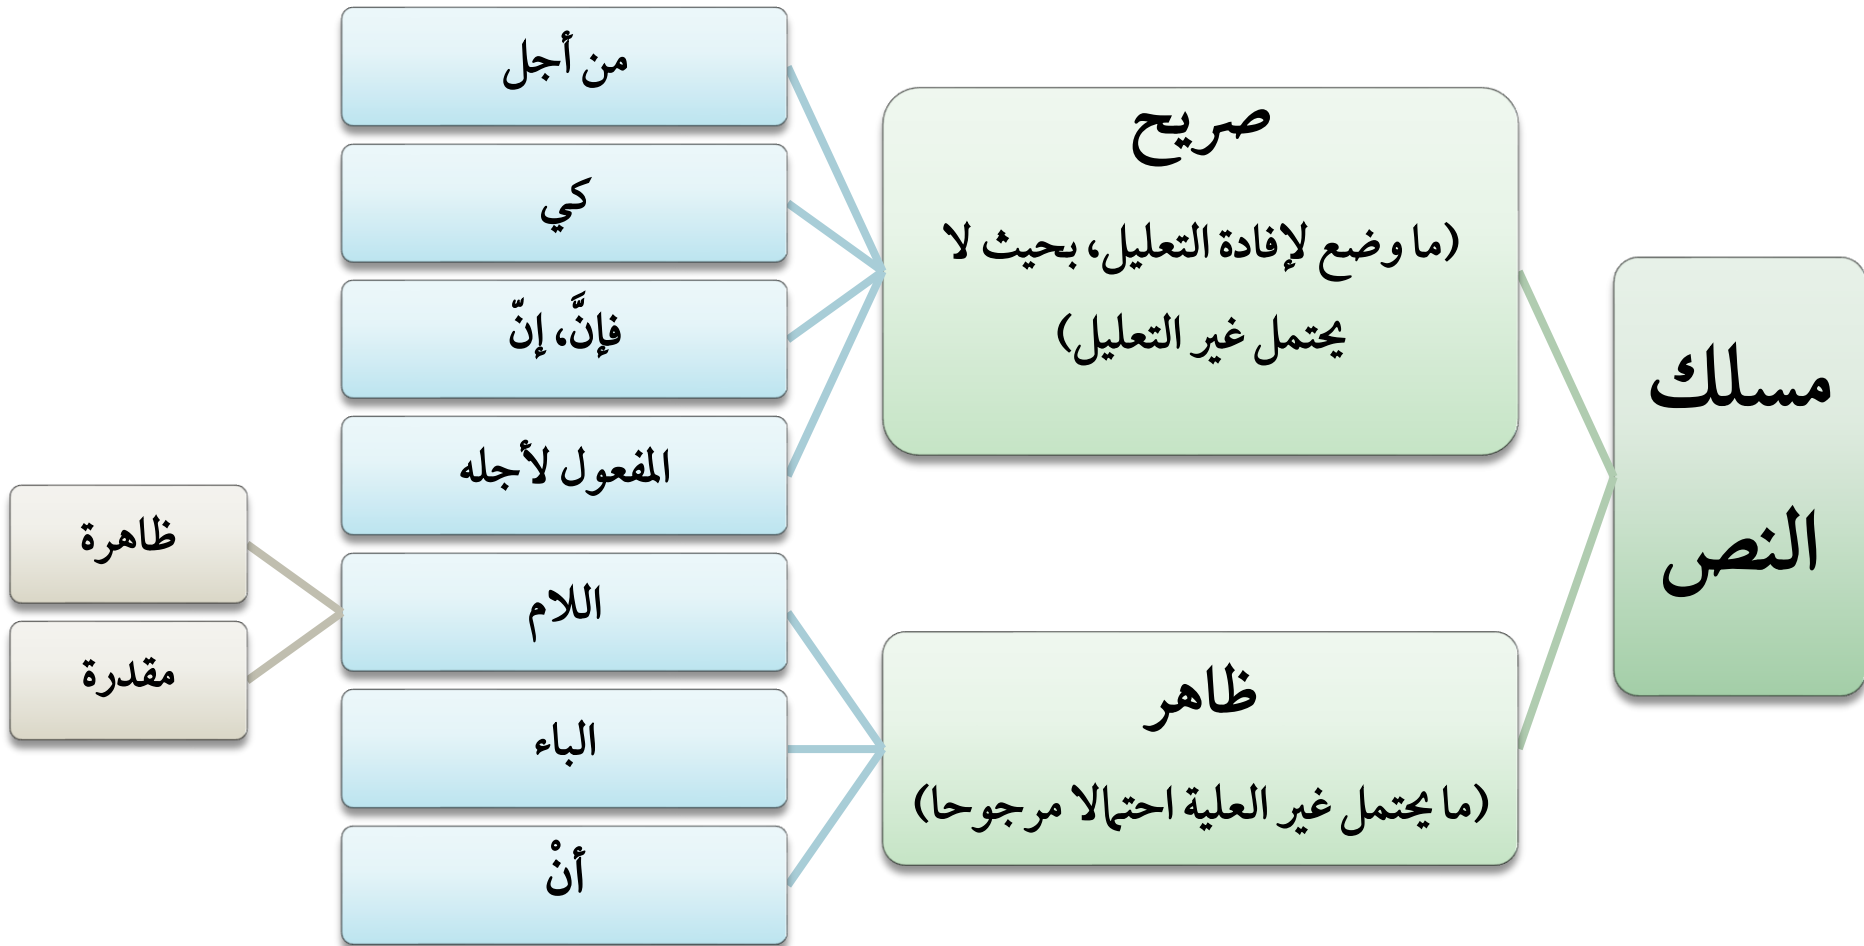 مسلك
النص
صريح
(ما وضع لإفادة التعليل، بحيث لا
يحتمل غير التعليل)
من أجل
كي
فإنَّ، إنّ
المفعول لأجله
ظاهر
(ما يحتمل غير العلية احتمالا مرجوحا)
اللام
ظاهرة
مقدرة
الباء
أنْ